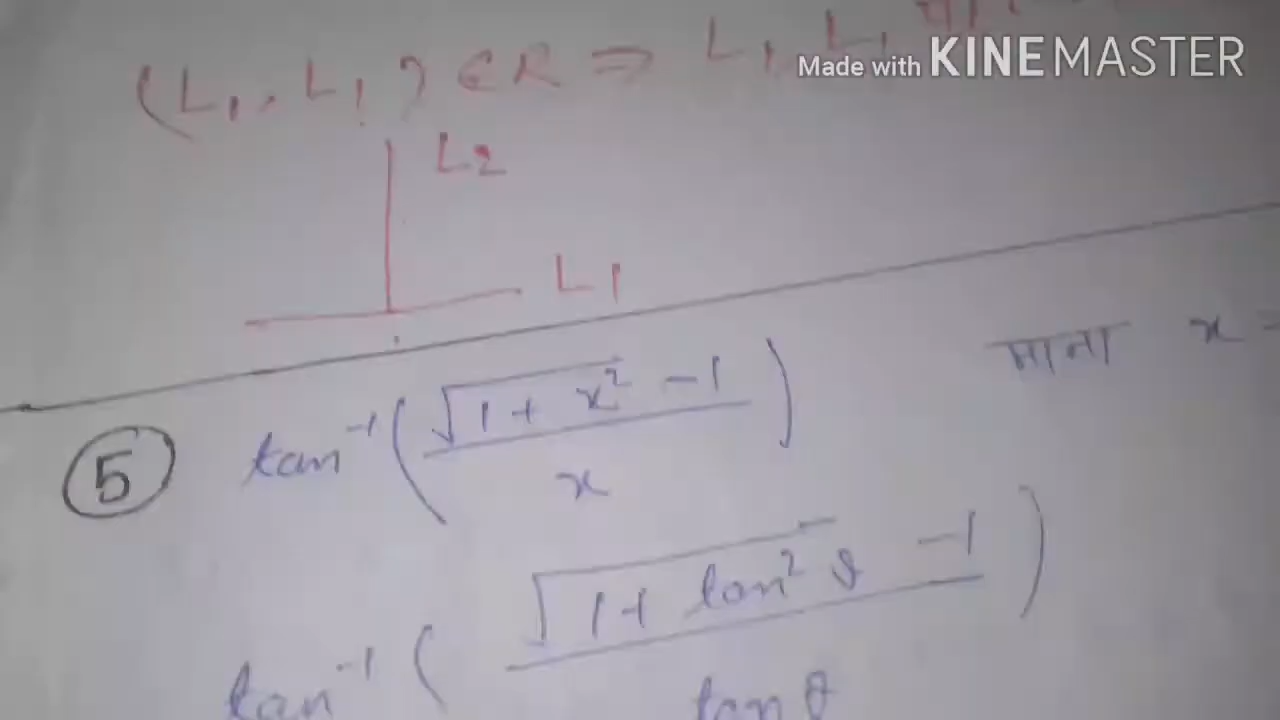 (L₁, L₁) ∈ R ⇒ L₁ L₁
Made with KINEMASTER
L₂
L₁
माना x =
⑤ tan⁻¹(√(1 + x²) - 1 / x)
tan⁻¹(√(1 + tan² θ) - 1 / tan θ)